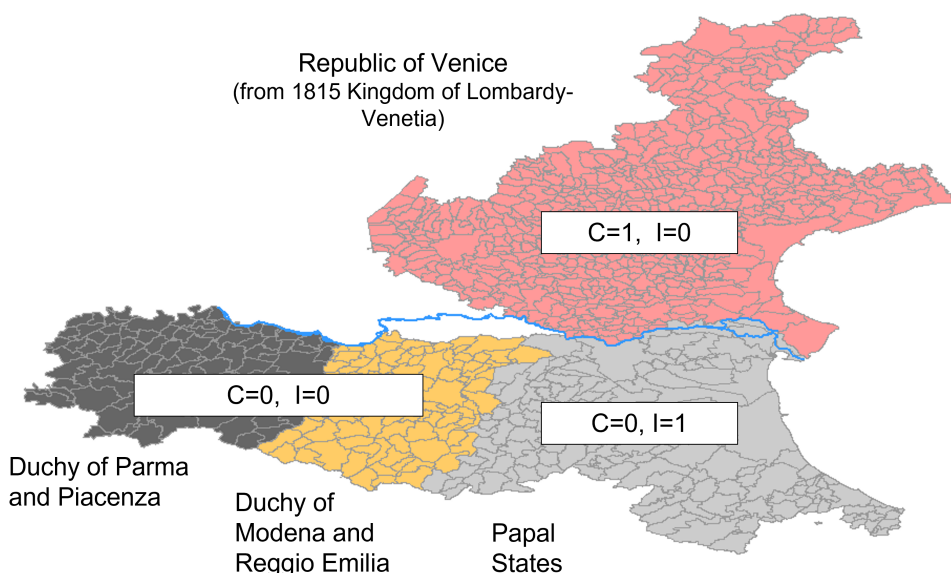 Republic of Venice
(from 1815 Kingdom of Lombardy-
Venetia)
C=1, I=0
C=0, I=0
C=0, I=1
Duchy of Parma
and Piacenza
Duchy of
Modena and
Reggio Emilia
Papal
States